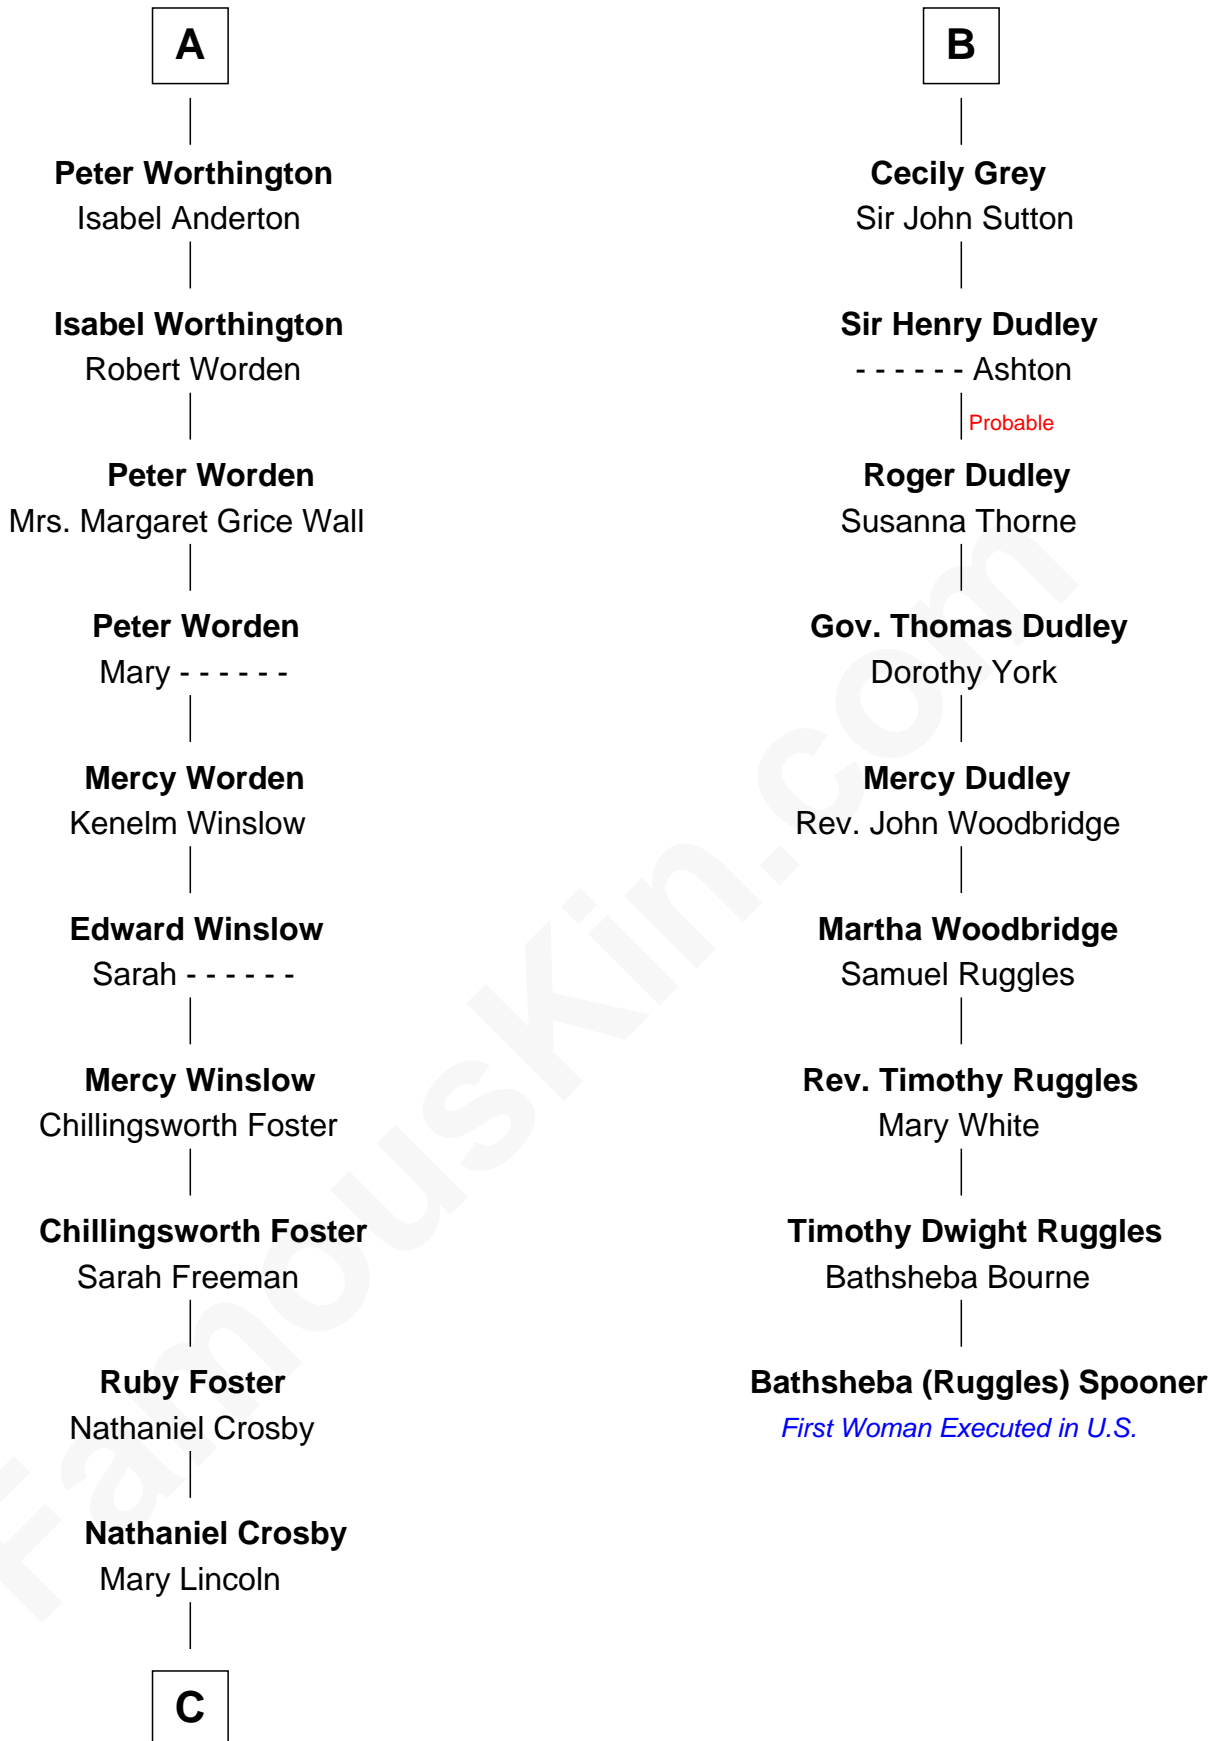 A
Peter Worthington
Isabel Anderton
Isabel Worthington
Robert Worden
Peter Worden
Mrs. Margaret Grice Wall
Peter Worden
Mary - - - - - -
Mercy Worden
Kenelm Winslow
Edward Winslow
Sarah - - - - - -
Mercy Winslow
Chillingsworth Foster
Chillingsworth Foster
Sarah Freeman
Ruby Foster
Nathaniel Crosby
Nathaniel Crosby
Mary Lincoln
C
B
Cecily Grey
Sir John Sutton
Sir Henry Dudley
- - - - - - Ashton
Probable
Roger Dudley
Susanna Thorne
Gov. Thomas Dudley
Dorothy York
Mercy Dudley
Rev. John Woodbridge
Martha Woodbridge
Samuel Ruggles
Rev. Timothy Ruggles
Mary White
Timothy Dwight Ruggles
Bathsheba Bourne
Bathsheba (Ruggles) Spooner
First Woman Executed in U.S.
FamousKin.com